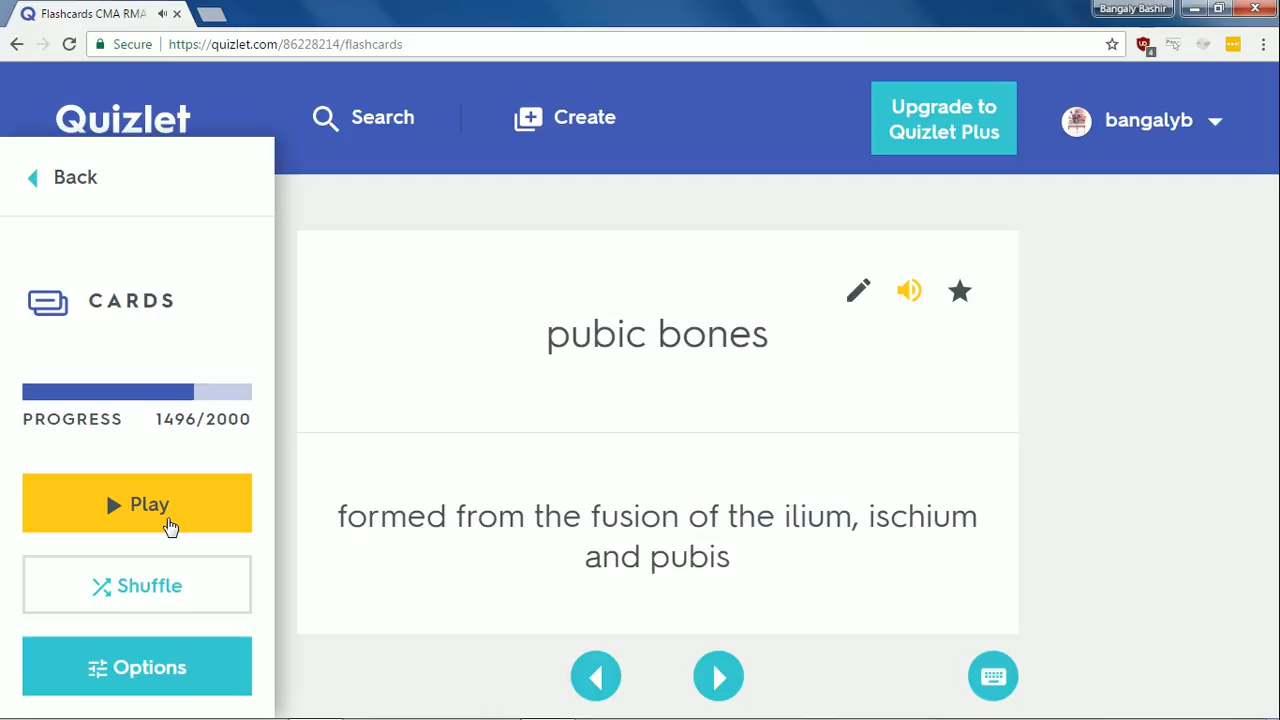 Flashcards CMA RMA
Bangaly Bashir
Secure
https://quizlet.com/86228214/flashcards
4
Quizlet
Search
Create
Upgrade to
Quizlet Plus
bangalyb
Back
CARDS
PROGRESS 1496/2000
Play
Shuffle
Options
pubic bones
formed from the fusion of the ilium, ischium
and pubis